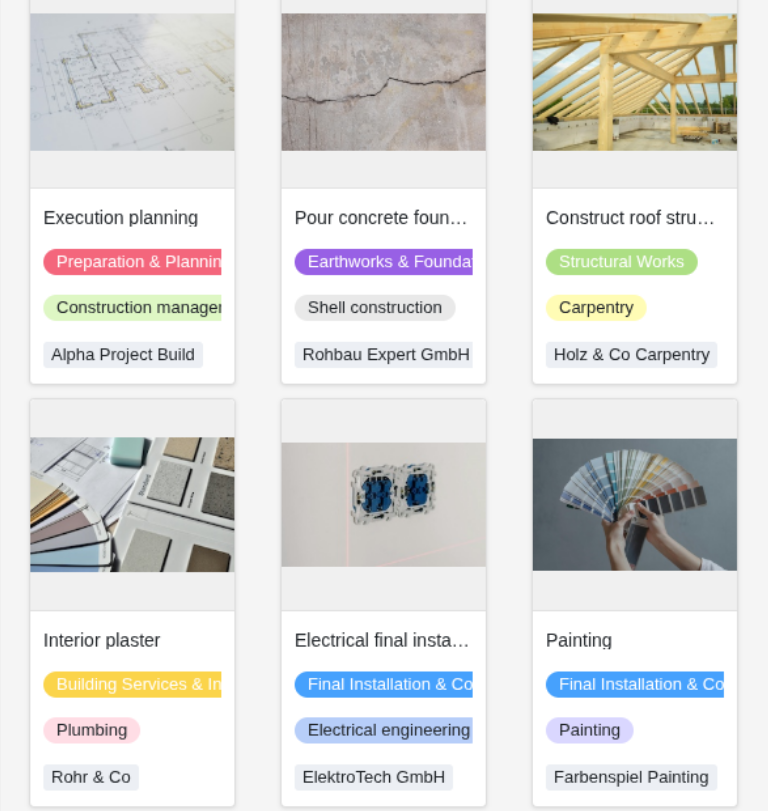 Execution planning
Preparation & Plannin
Construction manager
Alpha Project Build
Pour concrete foun...
Earthworks & Founda
Shell construction
Rohbau Expert GmbH
Construct roof stru...
Structural Works
Carpentry
Holz & Co Carpentry
Interior plaster
Building Services & In
Plumbing
Rohr & Co
Electrical final insta...
Final Installation & Co
Electrical engineering
ElektroTech GmbH
Painting
Final Installation & Co
Painting
Farbenspiel Painting